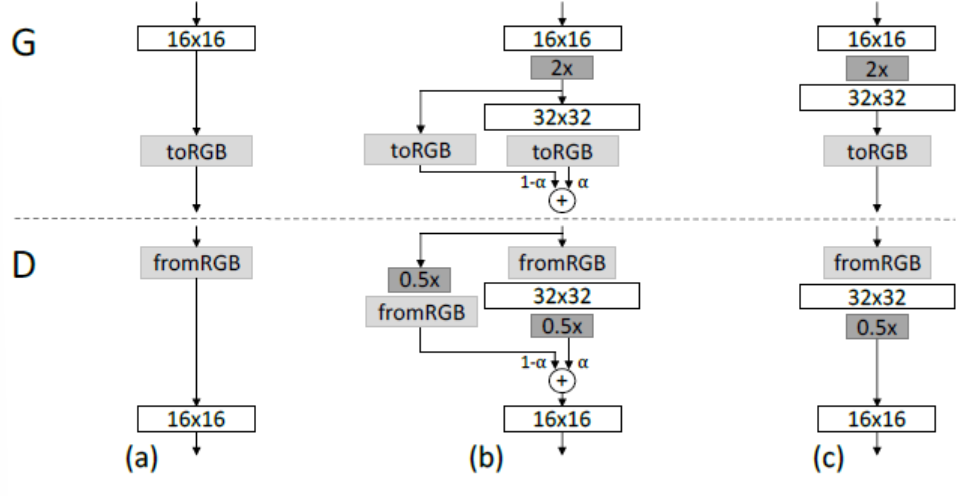 G
16x16
toRGB
16x16
2x
32x32
toRGB
toRGB
1-α
α
+
16x16
2x
32x32
toRGB
D
fromRGB
16x16
0.5x
fromRGB
fromRGB
32x32
0.5x
1-α
α
+
16x16
fromRGB
32x32
0.5x
16x16
(a)
(b)
(c)